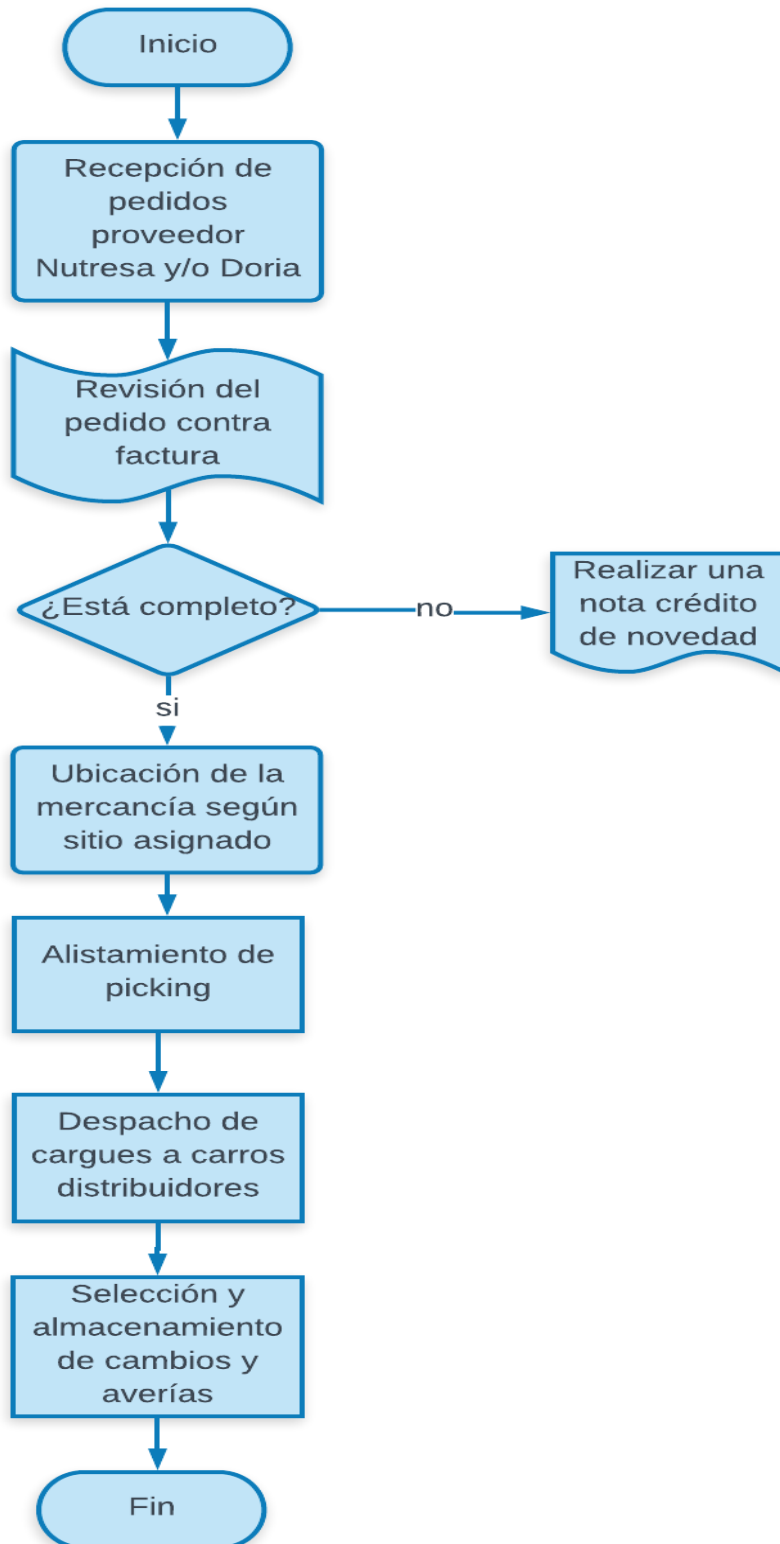 Inicio
Recepción de
pedidos
proveedor
Nutresa y/o Doria
Revisión del
pedido contra
factura
¿Está completo?
no
Realizar una
nota crédito
de novedad
si
Ubicación de la
mercancía según
sitio asignado
Alistamiento de
picking
Despacho de
cargues a carros
distribuidores
Selección y
almacenamiento
de cambios y
averías
Fin